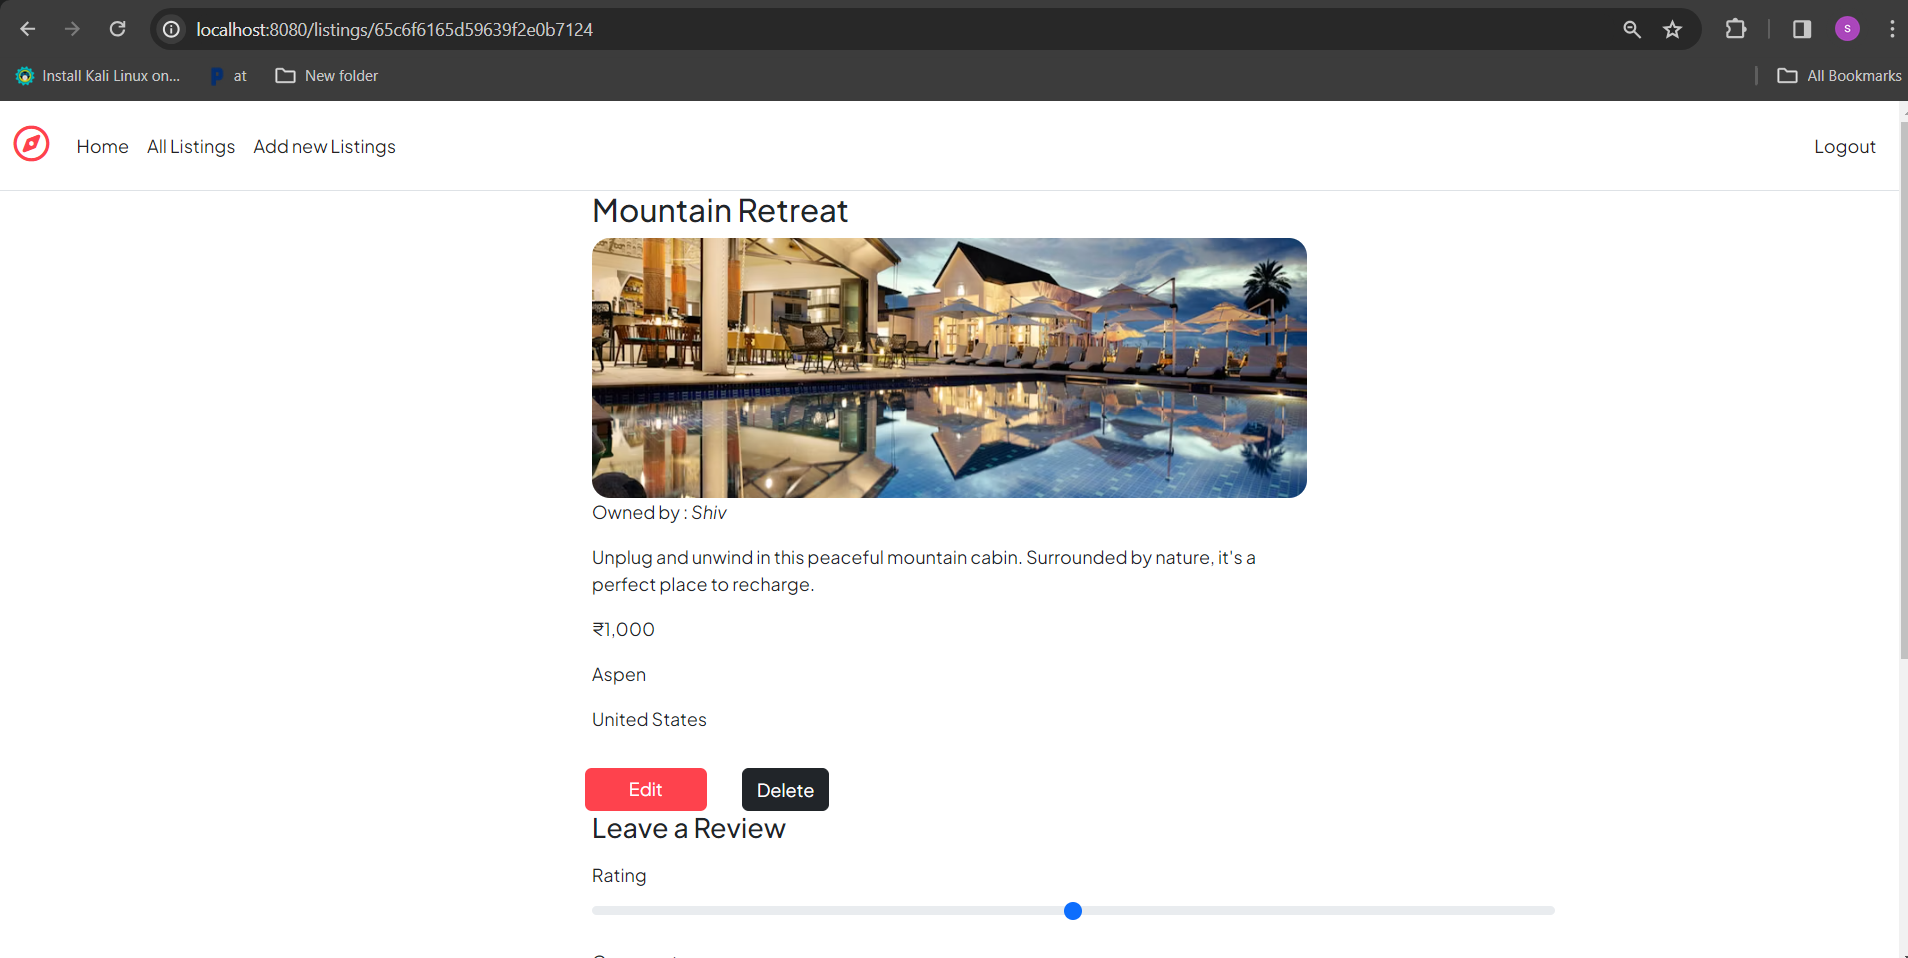 localhost:8080/listings/65c6f6165d59639f2e0b7124
S
Install Kali Linux on...
at
New folder
All Bookmarks
Home
All Listings
Add new Listings
Logout
Mountain Retreat
Owned by : Shiv
Unplug and unwind in this peaceful mountain cabin. Surrounded by nature, it's a
perfect place to recharge.
₹1,000
Aspen
United States
Edit
Delete
Leave a Review
Rating